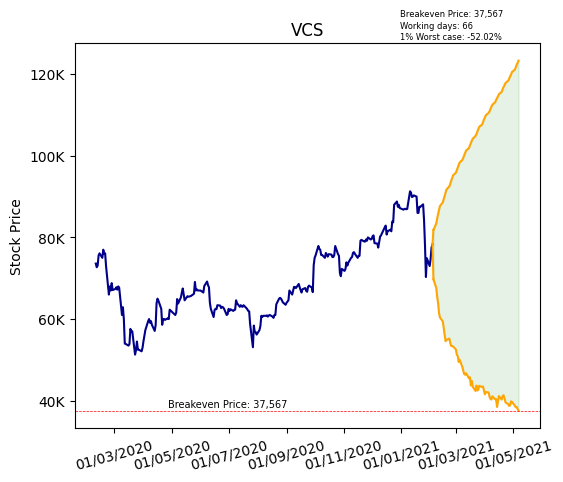 Breakeven Price: 37,567
Working days: 66
1% Worst case: -52.02%
VCS
Stock Price
120K
100K
80K
60K
40K
Breakeven Price: 37,567
01/03/2020
01/05/2020
01/07/2020
01/09/2020
01/11/2020
01/01/2021
01/03/2021
01/05/2021